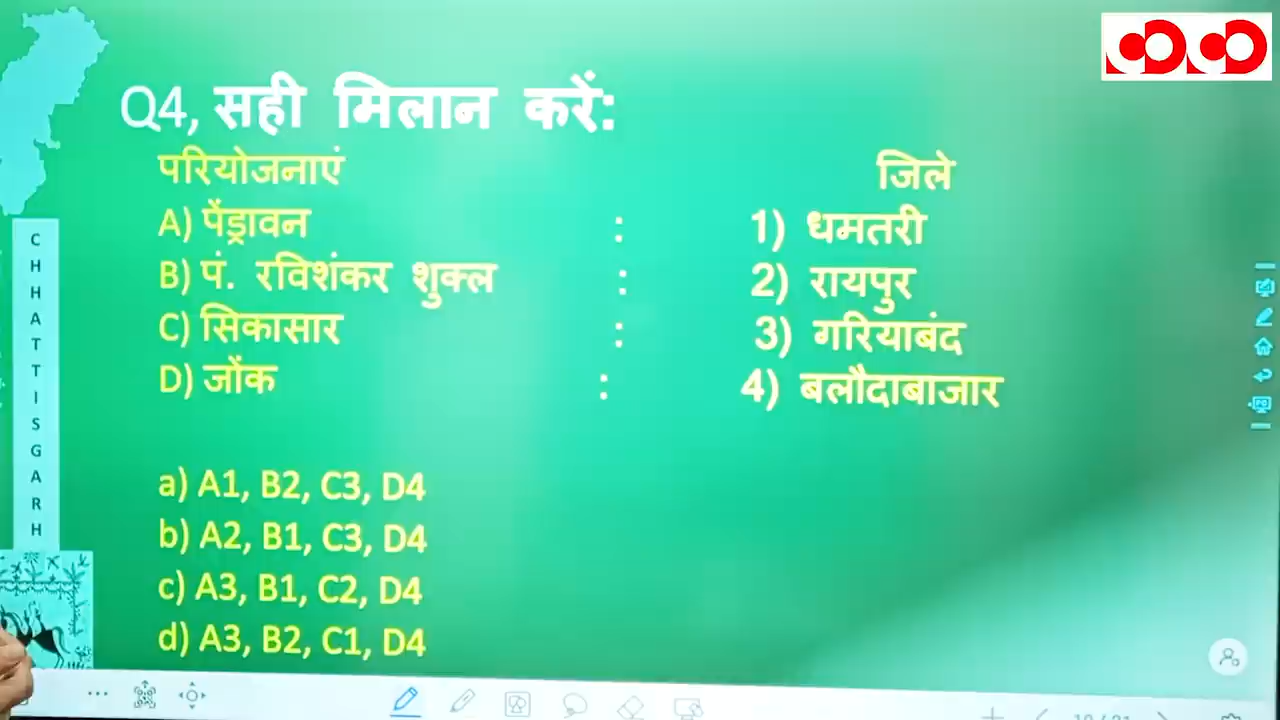 Q4, सही मिलान करें:
परियोजनाएं जिले
A) पेंड्रावन : 1) धमतरी
B) पं. रविशंकर शुक्ल : 2) रायपुर
C) सिकासार : 3) गरियाबंद
D) जोंक : 4) बलौदाबाजार
a) A1, B2, C3, D4
b) A2, B1, C3, D4
c) A3, B1, C2, D4
d) A3, B2, C1, D4
CHHATTISGARH